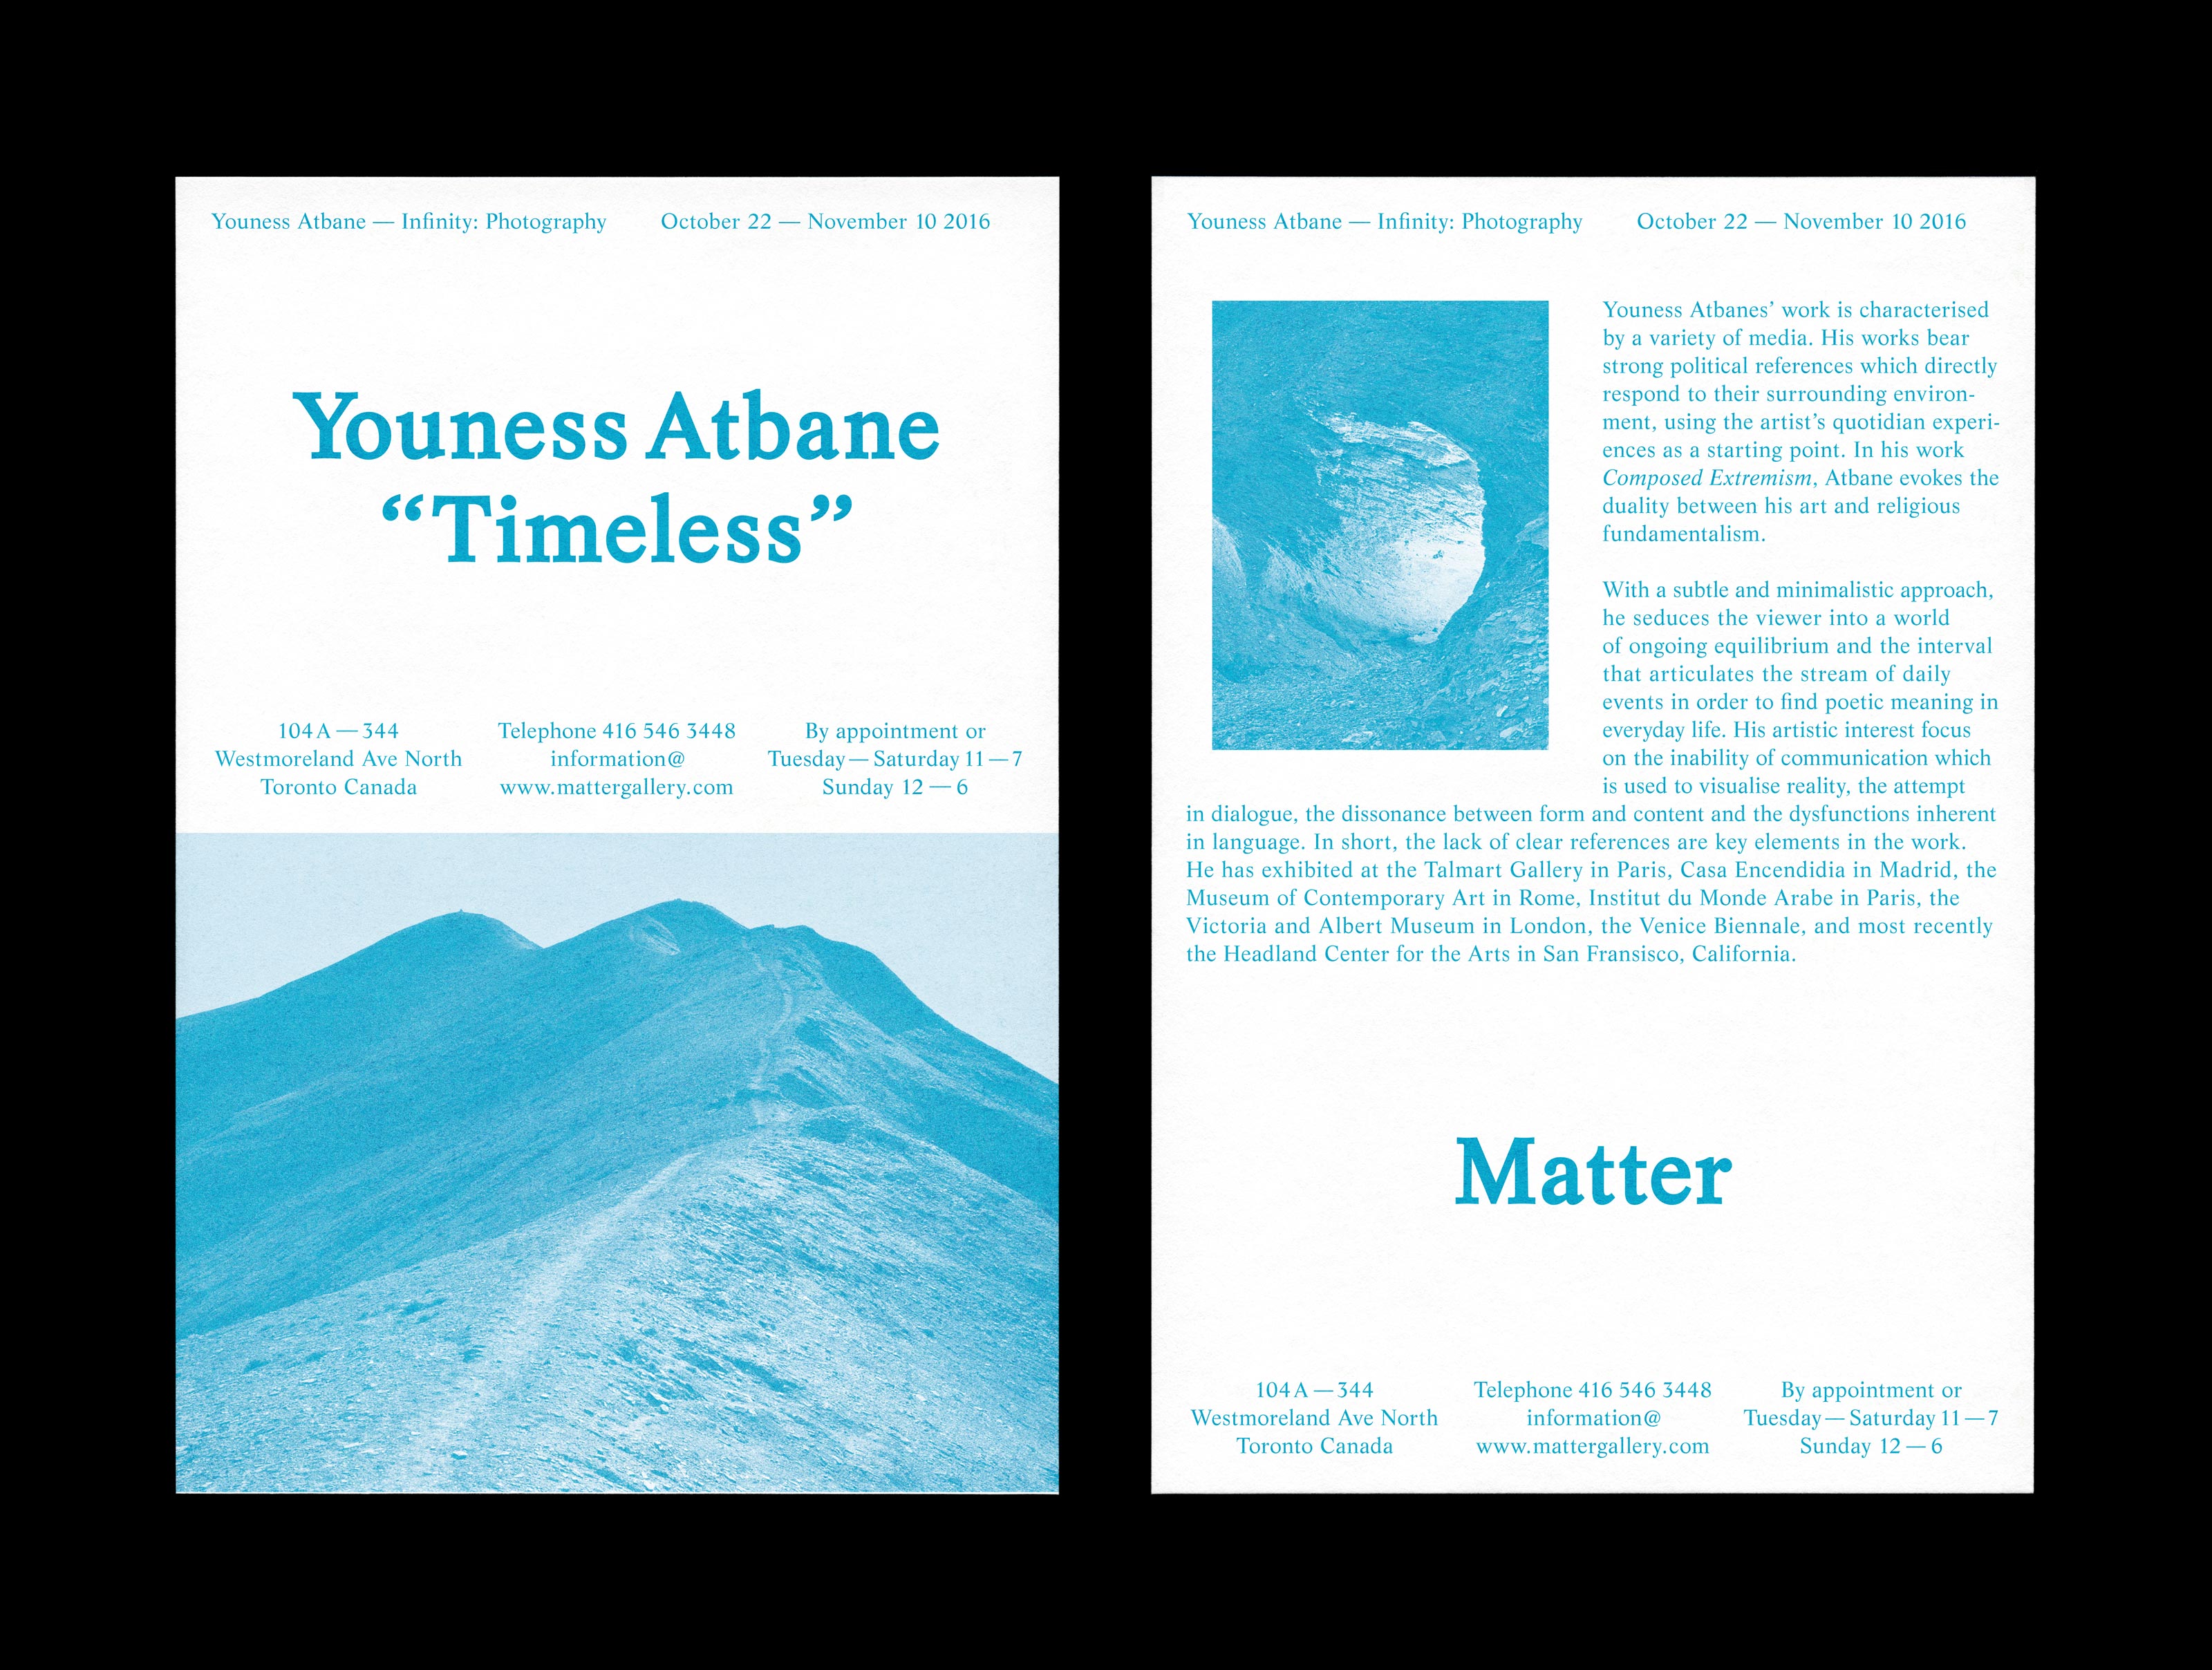 Youness Atbane — Infinity: Photography October 22 — November 10 2016
Youness Atbane
“Timeless”
104 A — 344
Westmoreland Ave North
Toronto Canada
Telephone 416 546 3448
information@
www.mattergallery.com
By appointment or
Tuesday — Saturday 11 — 7
Sunday 12 — 6
Youness Atbane — Infinity: Photography October 22 — November 10 2016
Youness Atbanes’ work is characterised
by a variety of media. His works bear
strong political references which directly
respond to their surrounding environ-
ment, using the artist’s quotidian experi-
ences as a starting point. In his work
Composed Extremism, Atbane evokes the
duality between his art and religious
fundamentalism.
With a subtle and minimalistic approach,
he seduces the viewer into a world
of ongoing equilibrium and the interval
that articulates the stream of daily
events in order to find poetic meaning in
everyday life. His artistic interest focus
on the inability of communication which
is used to visualise reality, the attempt
in dialogue, the dissonance between form and content and the dysfunctions inherent
in language. In short, the lack of clear references are key elements in the work.
He has exhibited at the Talmart Gallery in Paris, Casa Encendidia in Madrid, the
Museum of Contemporary Art in Rome, Institut du Monde Arabe in Paris, the
Victoria and Albert Museum in London, the Venice Biennale, and most recently
the Headland Center for the Arts in San Fransisco, California.
Matter
104 A — 344
Westmoreland Ave North
Toronto Canada
Telephone 416 546 3448
information@
www.mattergallery.com
By appointment or
Tuesday — Saturday 11 — 7
Sunday 12 — 6